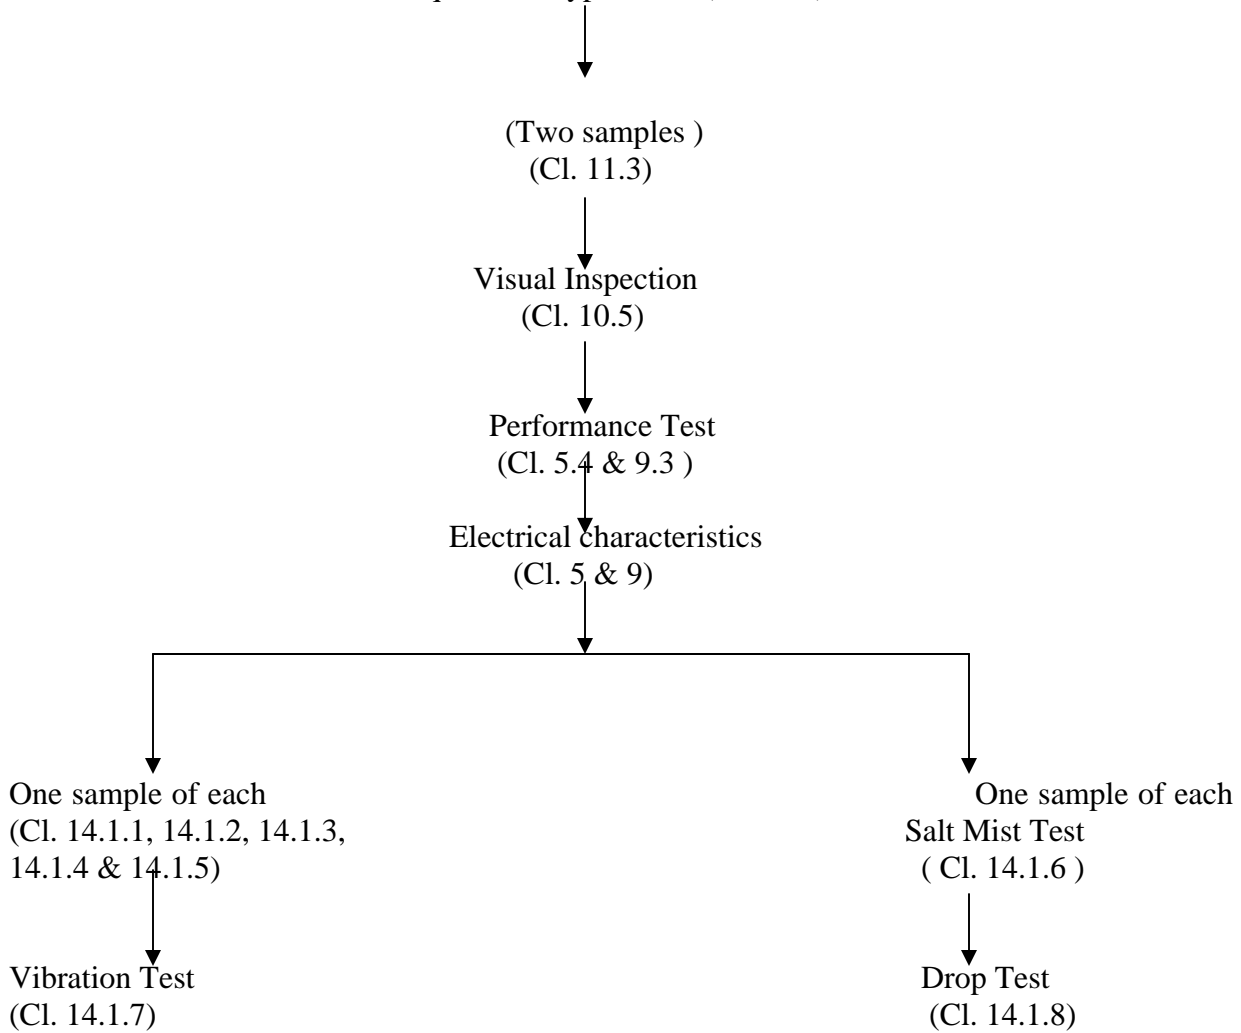 (Two samples )
(Cl. 11.3)
Visual Inspection
(Cl. 10.5)
Performance Test
(Cl. 5.4 & 9.3 )
Electrical characteristics
(Cl. 5 & 9)
One sample of each
(Cl. 14.1.1, 14.1.2, 14.1.3,
14.1.4 & 14.1.5)
Vibration Test
(Cl. 14.1.7)
One sample of each
Salt Mist Test
( Cl. 14.1.6 )
Drop Test
(Cl. 14.1.8)